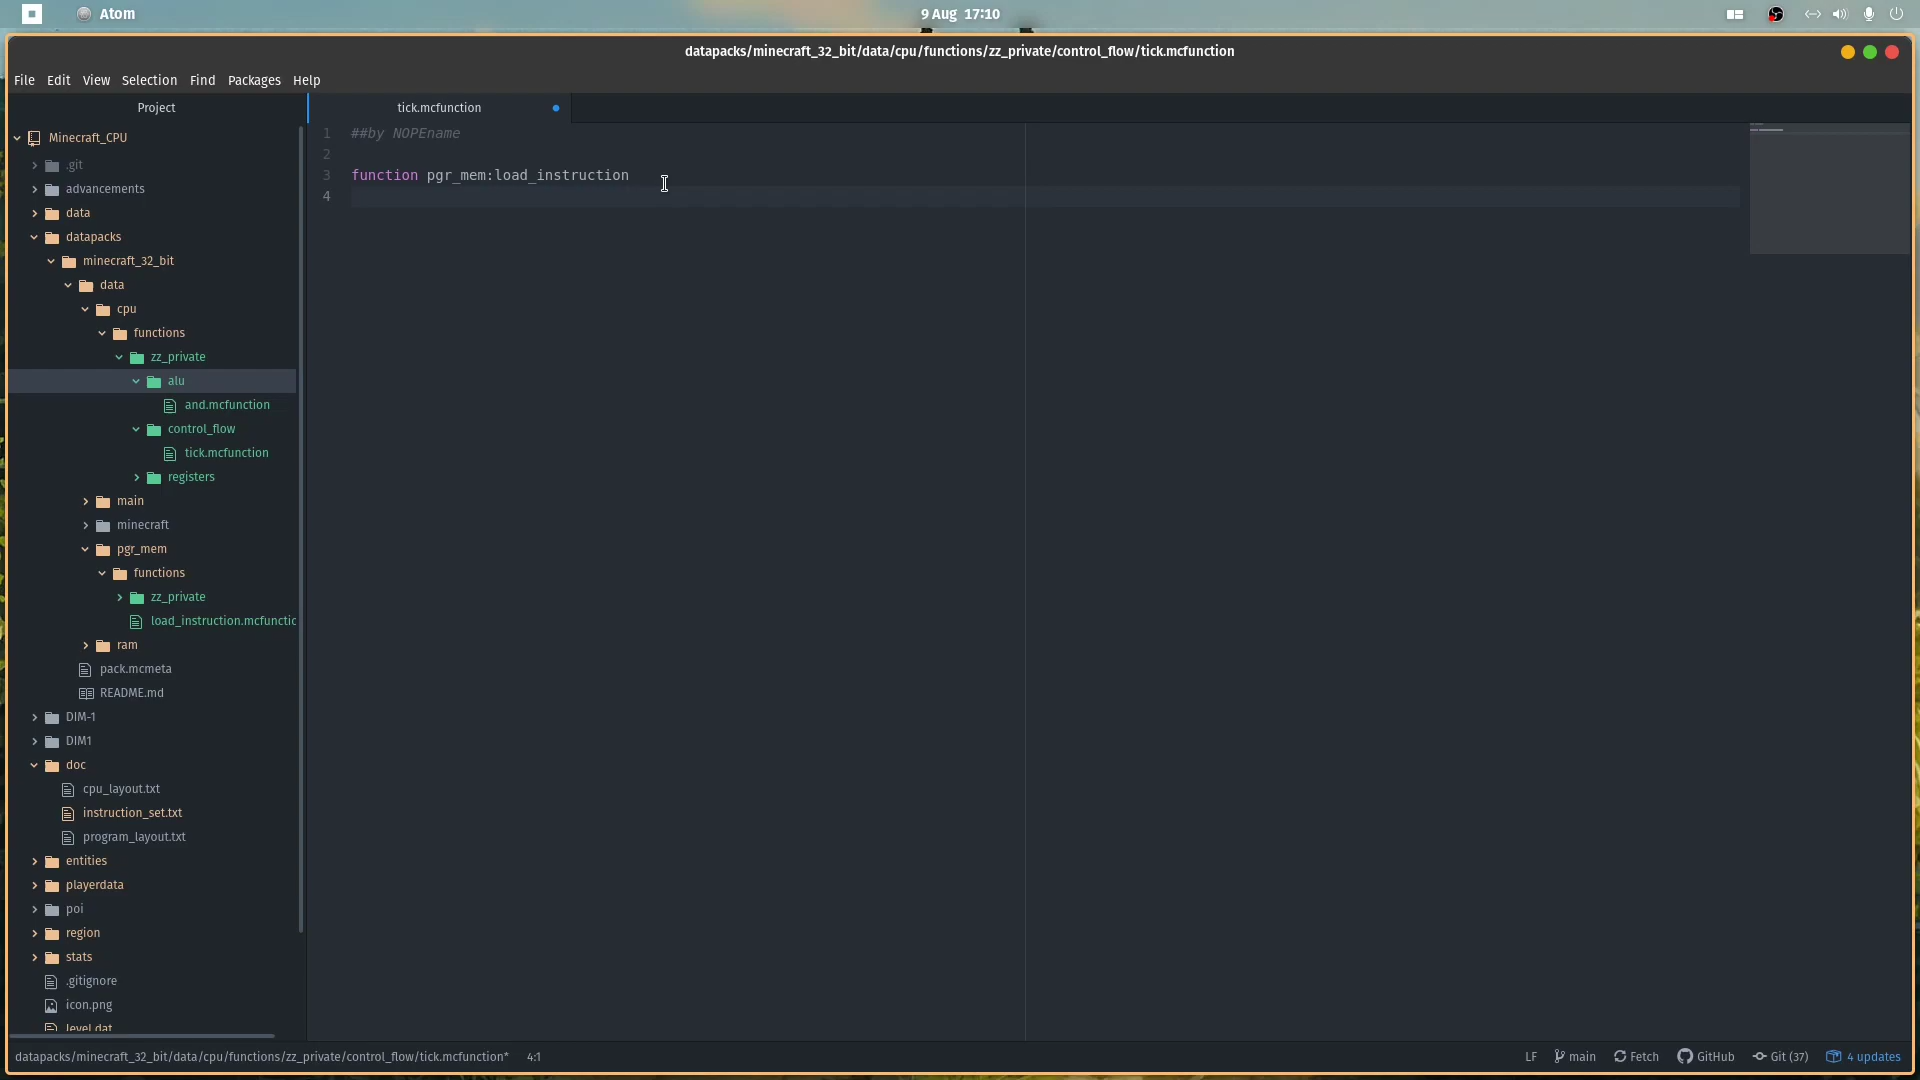 Atom
9 Aug 17:10
datapacks/minecraft_32_bit/data/cpu/functions/zz_private/control_flow/tick.mcfunction
File Edit View Selection Find Packages Help
Project
tick.mcfunction
Minecraft_CPU
.git
advancements
data
datapacks
minecraft_32_bit
data
cpu
functions
zz_private
alu
and.mcfunction
control_flow
tick.mcfunction
registers
main
minecraft
pgr_mem
functions
zz_private
load_instruction.mcfunctic
ram
pack.mcmeta
README.md
DIM-1
DIM1
doc
cpu_layout.txt
instruction_set.txt
program_layout.txt
entities
playerdata
poi
region
stats
.gitignore
icon.png
level.dat
1 ##by NOPEname
2
3 function pgr_mem:load_instruction
4
datapacks/minecraft_32_bit/data/cpu/functions/zz_private/control_flow/tick.mcfunction* 4:1
LF main Fetch GitHub Git (37) 4 updates